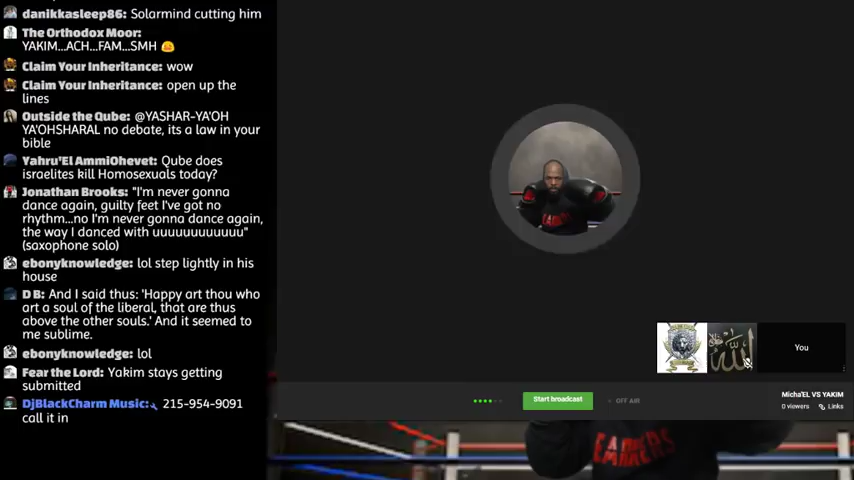 danikkasleep86: Solarmind cutting him
The Orthodox Moor:
YAKIM...ACH...FAM...SMH
Claim Your Inheritance: wow
Claim Your Inheritance: open up the
lines
Outside the Qube: @YASHAR-YA'OH
YA'OHSHARAL no debate, its a law in your
bible
Yahru'El AmmiOhevet: Qube does
israelites kill Homosexuals today?
Jonathan Brooks: "I'm never gonna
dance again, guilty feet I've got no
rhythm...no I'm never gonna dance again,
the way I danced with uuuuuuuuuuu"
(saxophone solo)
ebonyknowledge: lol step lightly in his
house
D B: And I said thus: 'Happy art thou who
art a soul of the liberal, that are thus
above the other souls.' And it seemed to
me sublime.
ebonyknowledge: lol
Fear the Lord: Yakim stays getting
submitted
DjBlackCharm Music: 215-954-9091
call it in
الله
You
Start broadcast
OFF AIR
Micha'EL VS YAKIM
0 viewers
Links